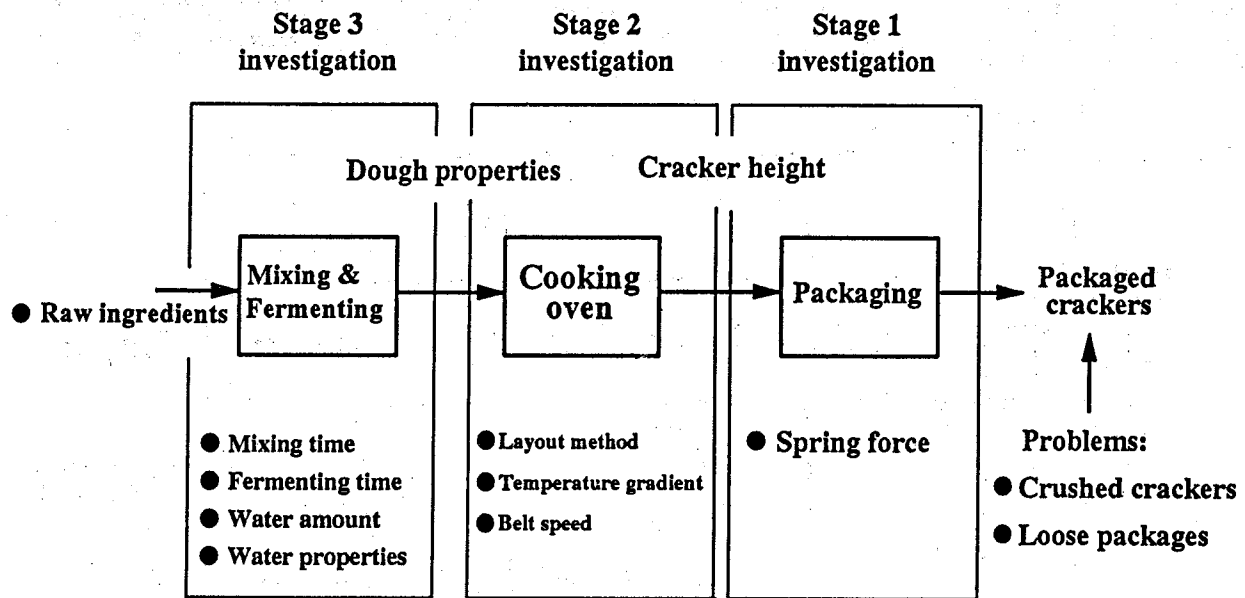 Stage 3
investigation
Stage 2
investigation
Stage 1
investigation
Dough properties
Cracker height
● Raw ingredients
Mixing &
Fermenting
Cooking
oven
Packaging
Packaged
crackers
● Mixing time
● Fermenting time
● Water amount
● Water properties
● Layout method
● Temperature gradient
● Belt speed
● Spring force
Problems:
● Crushed crackers
● Loose packages